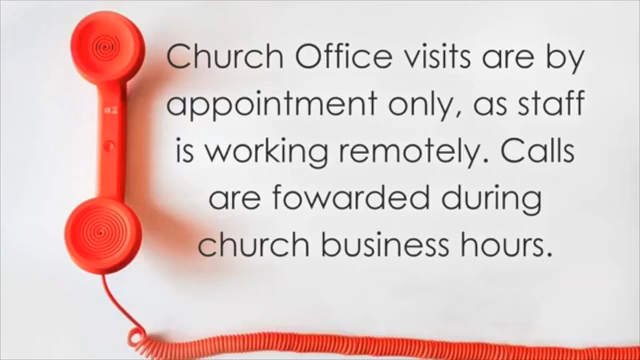 Church Office visits are by
appointment only, as staff
is working remotely. Calls
are fowarded during
church business hours.